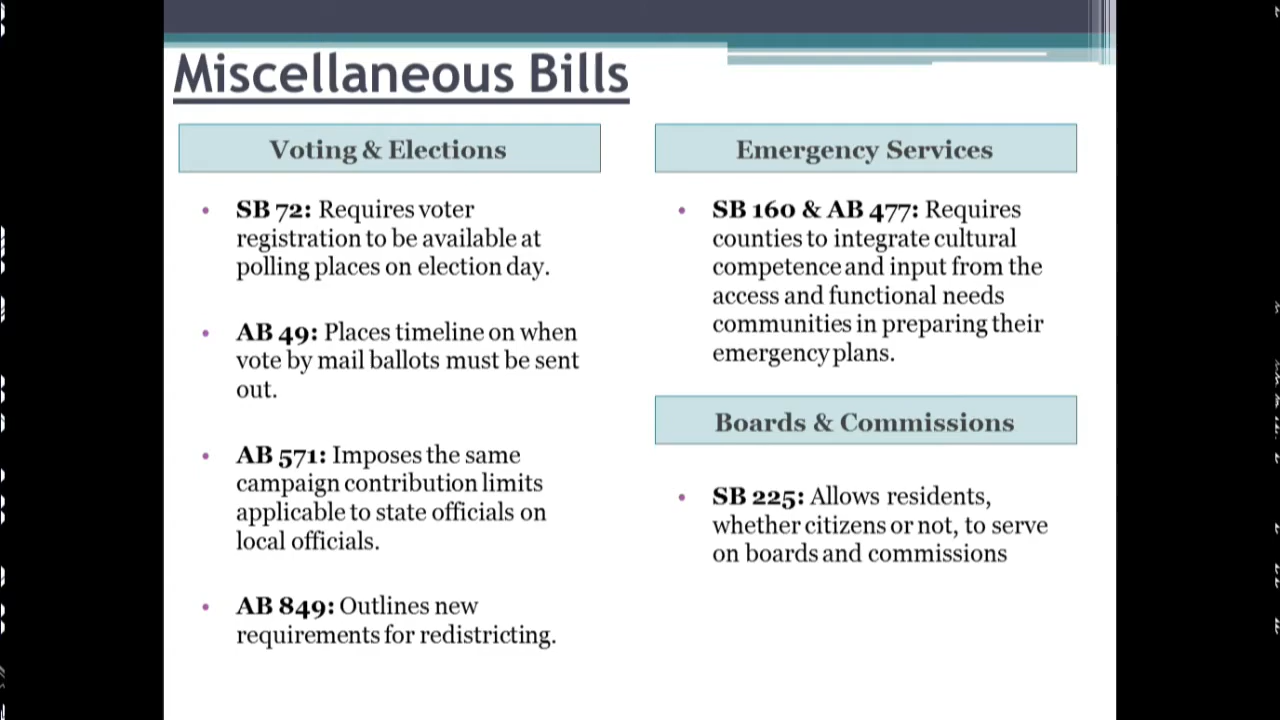 Miscellaneous Bills
Voting & Elections
• SB 72: Requires voter
registration to be available at
polling places on election day.
• AB 49: Places timeline on when
vote by mail ballots must be sent
out.
• AB 571: Imposes the same
campaign contribution limits
applicable to state officials on
local officials.
• AB 849: Outlines new
requirements for redistricting.
Emergency Services
• SB 160 & AB 477: Requires
counties to integrate cultural
competence and input from the
access and functional needs
communities in preparing their
emergency plans.
Boards & Commissions
• SB 225: Allows residents,
whether citizens or not, to serve
on boards and commissions